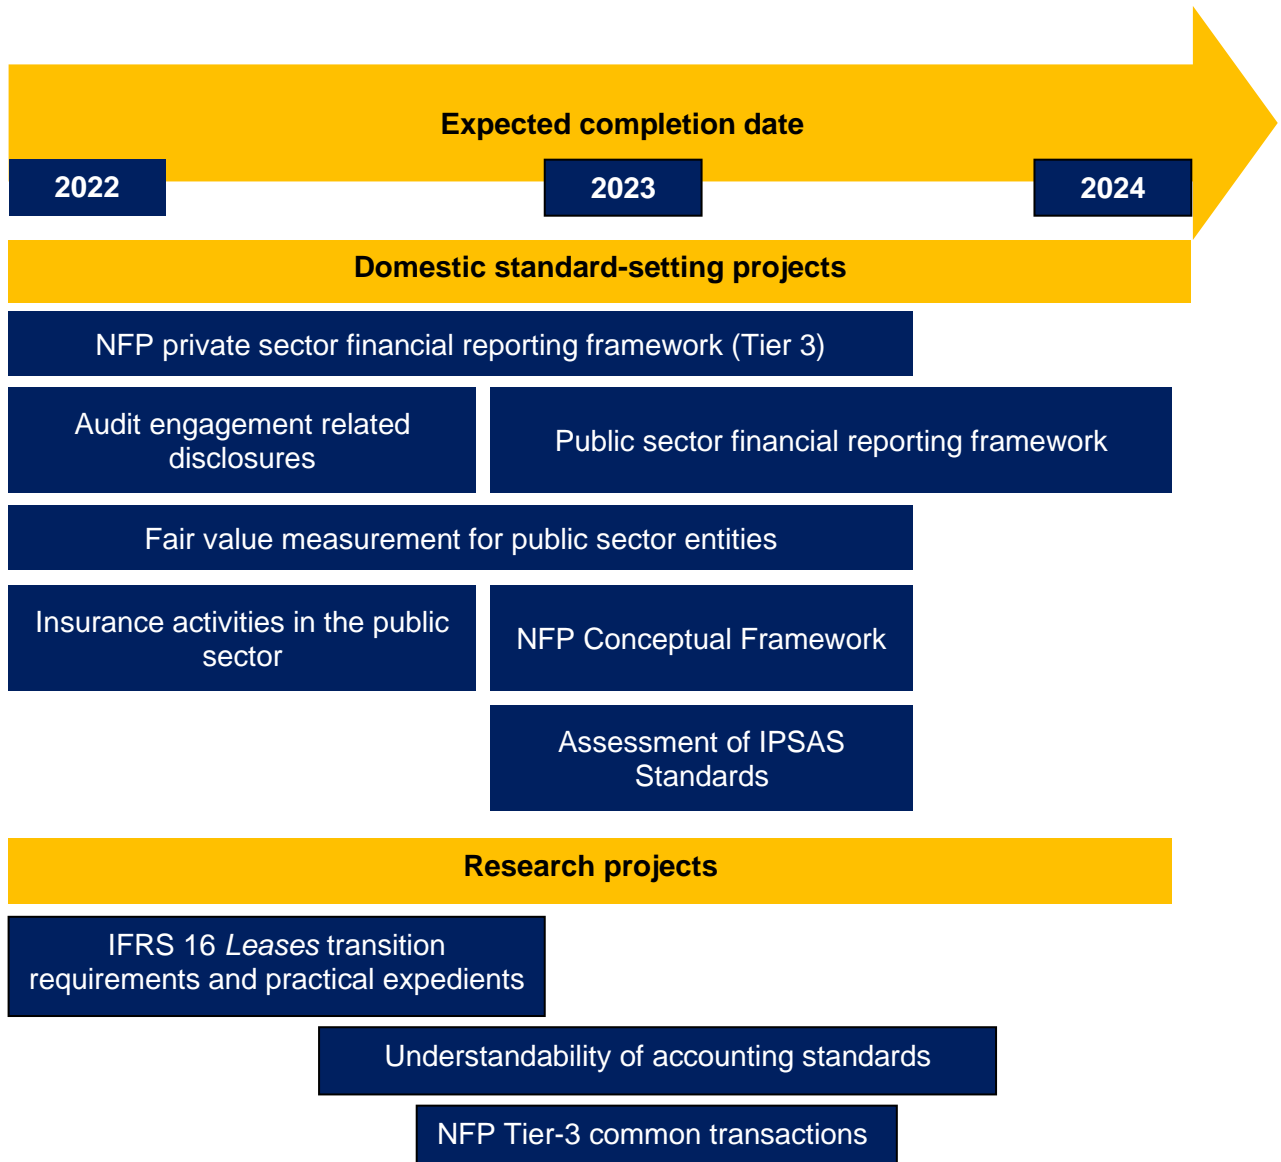 Expected completion date
2022
2023
2024
Domestic standard-setting projects
NFP private sector financial reporting framework (Tier 3)
Audit engagement related
disclosures
Public sector financial reporting framework
Fair value measurement for public sector entities
Insurance activities in the public
sector
NFP Conceptual Framework
Assessment of IPSAS
Standards
Research projects
IFRS 16 Leases transition
requirements and practical expedients
Understandability of accounting standards
NFP Tier-3 common transactions